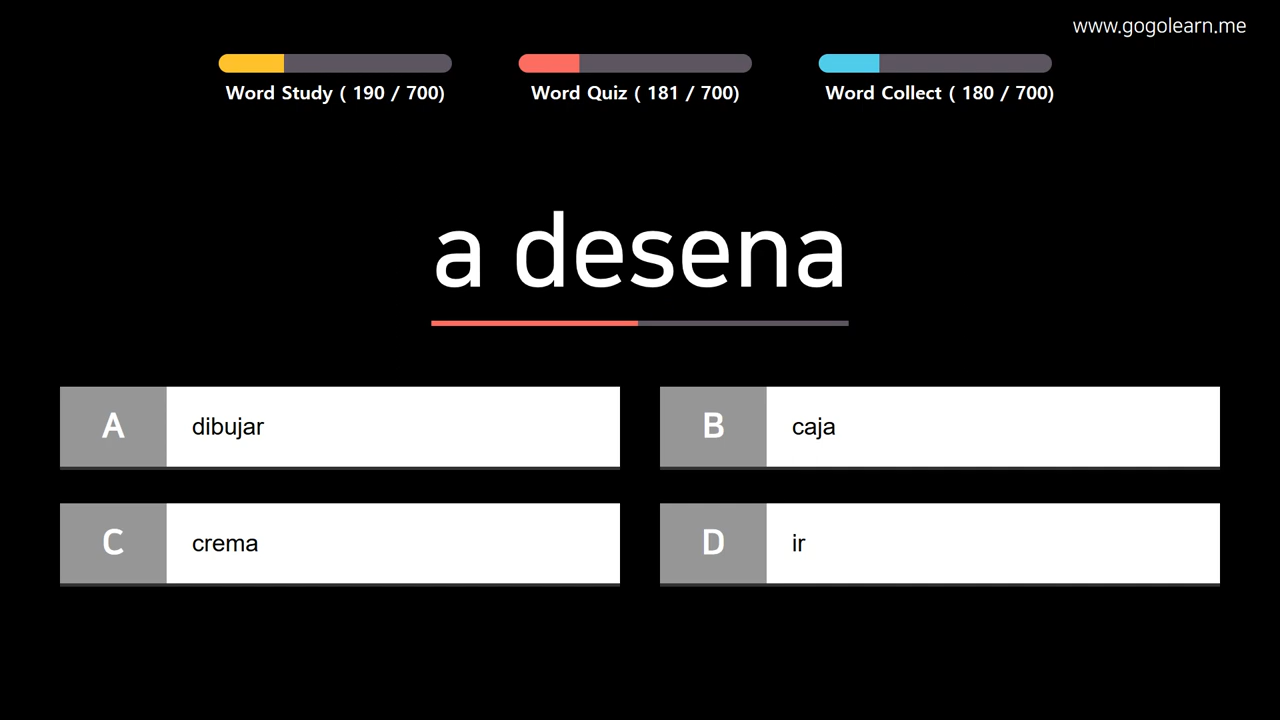 www.gogolearn.me
Word Study ( 190 / 700)
Word Quiz ( 181 / 700)
Word Collect ( 180 / 700)
a desena
A dibujar
B caja
C crema
D ir